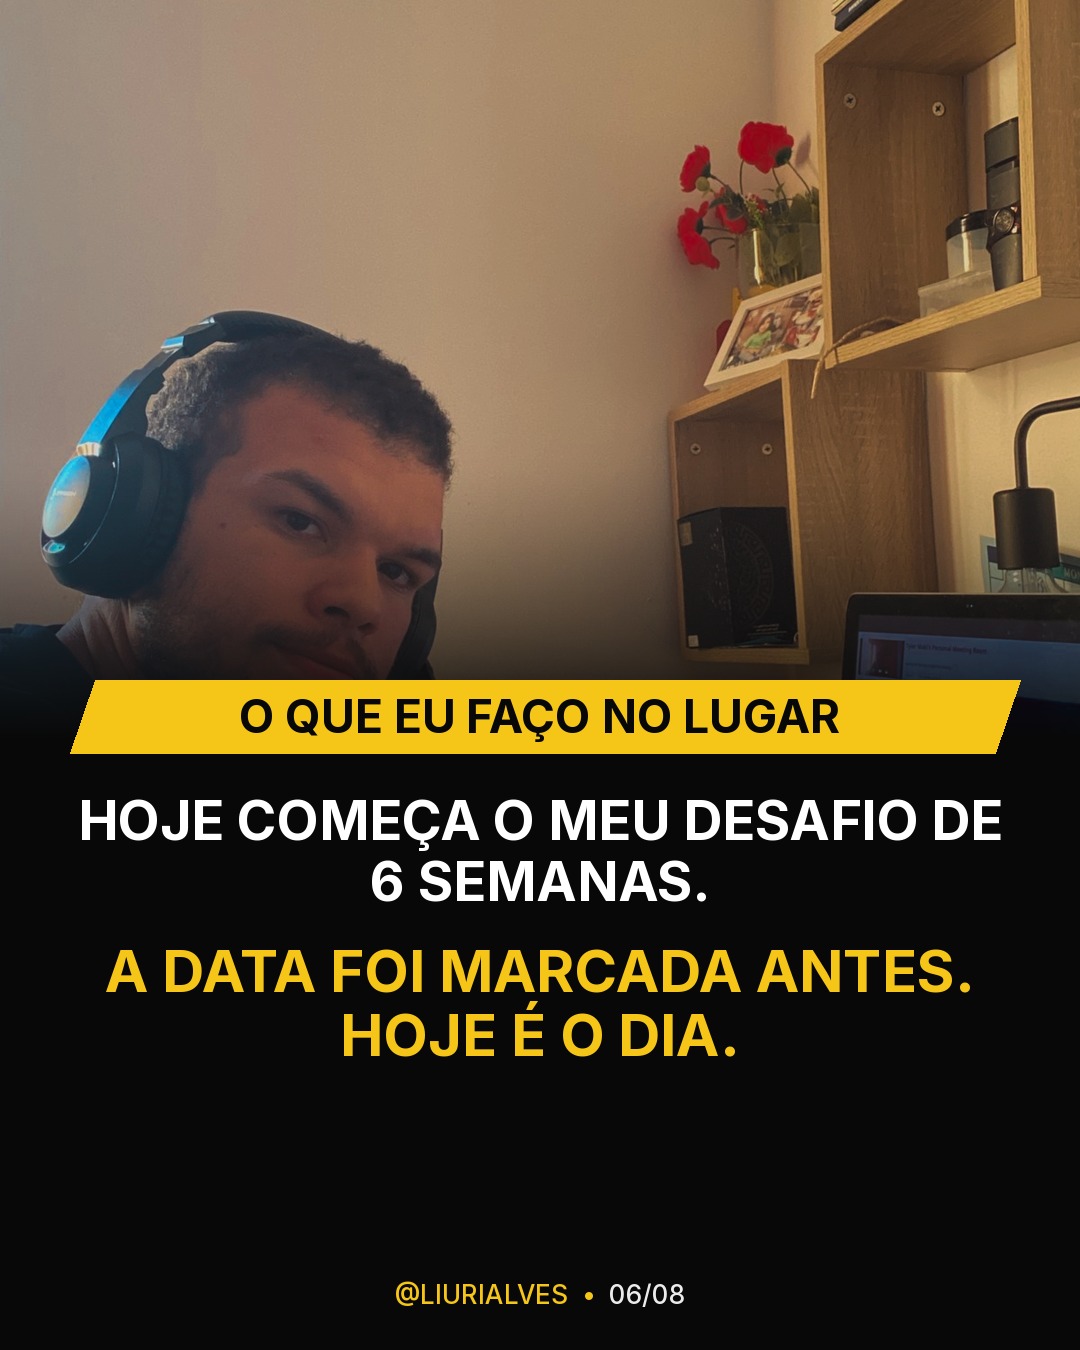 O QUE EU FAÇO NO LUGAR
HOJE COMEÇA O MEU DESAFIO DE
6 SEMANAS.
A DATA FOI MARCADA ANTES.
HOJE É O DIA.
@LIURIALVES • 06/08